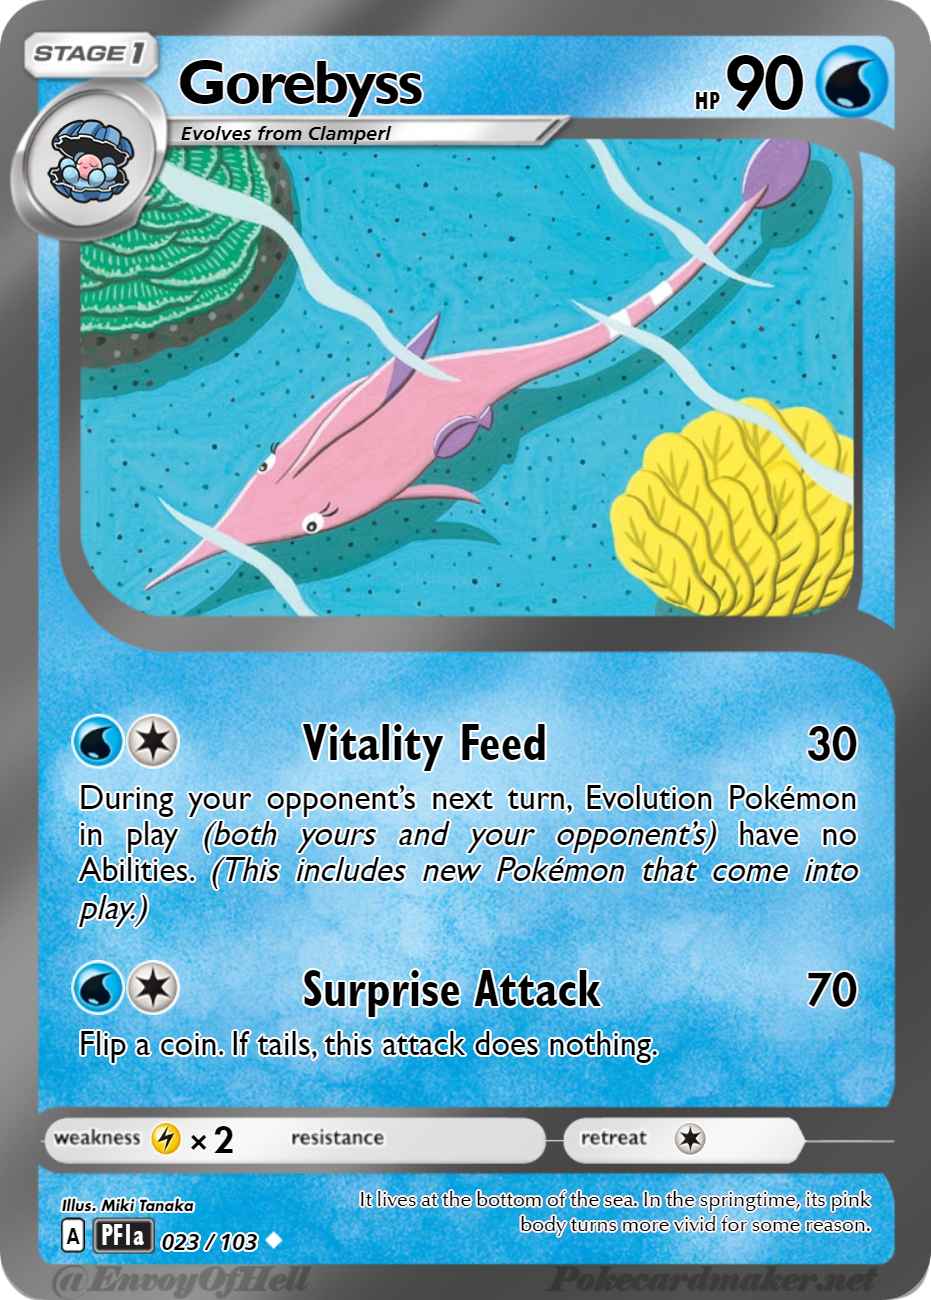 STAGE 1
Gorebyss
HP 90
Evolves from Clamperl
Vitality Feed 30
During your opponent's next turn, Evolution Pokémon
in play (both yours and your opponent's) have no
Abilities. (This includes new Pokémon that come into
play.)
Surprise Attack 70
Flip a coin. If tails, this attack does nothing.
weakness × 2 resistance retreat
Illus. Miki Tanaka
It lives at the bottom of the sea. In the springtime, its pink
body turns more vivid for some reason.
A PFla 023 / 103
@EnvoyOfHell Pokecardmaker.net